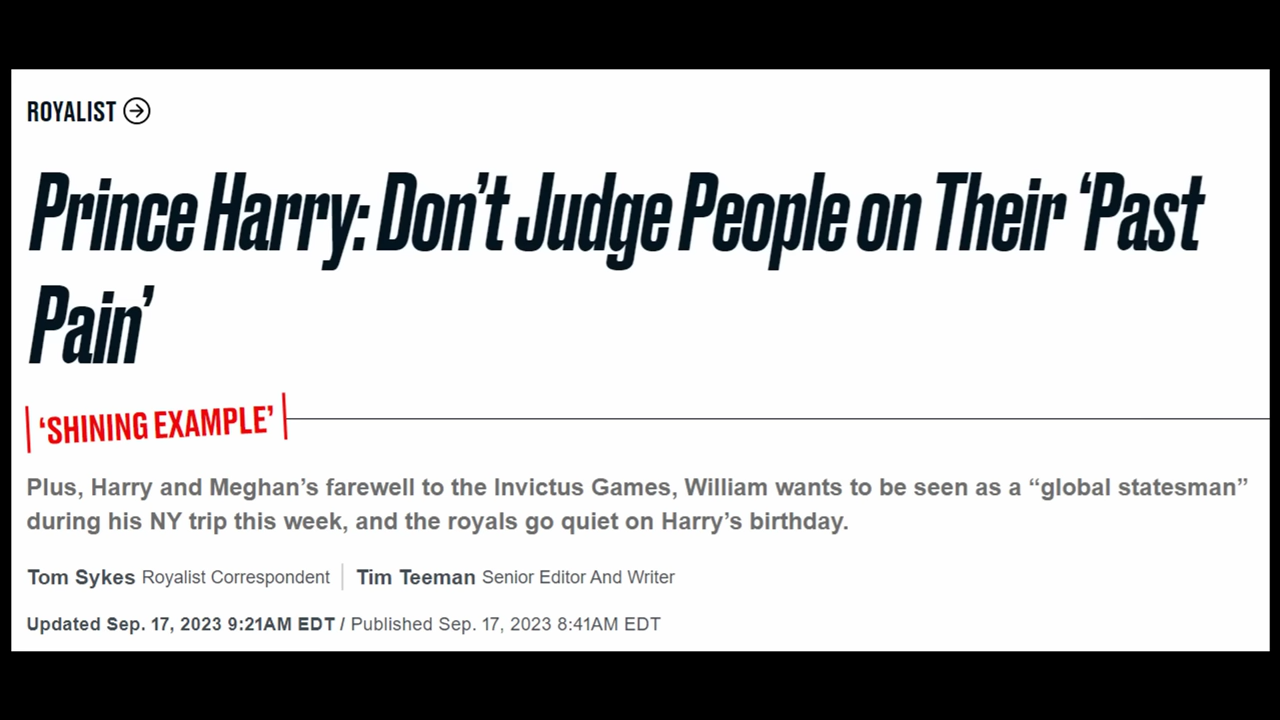 ROYALIST
Prince Harry: Don’t Judge People on Their ‘Past
Pain’
‘SHINING EXAMPLE’
Plus, Harry and Meghan’s farewell to the Invictus Games, William wants to be seen as a “global statesman”
during his NY trip this week, and the royals go quiet on Harry’s birthday.
Tom Sykes Royalist Correspondent | Tim Teeman Senior Editor And Writer
Updated Sep. 17, 2023 9:21AM EDT / Published Sep. 17, 2023 8:41AM EDT